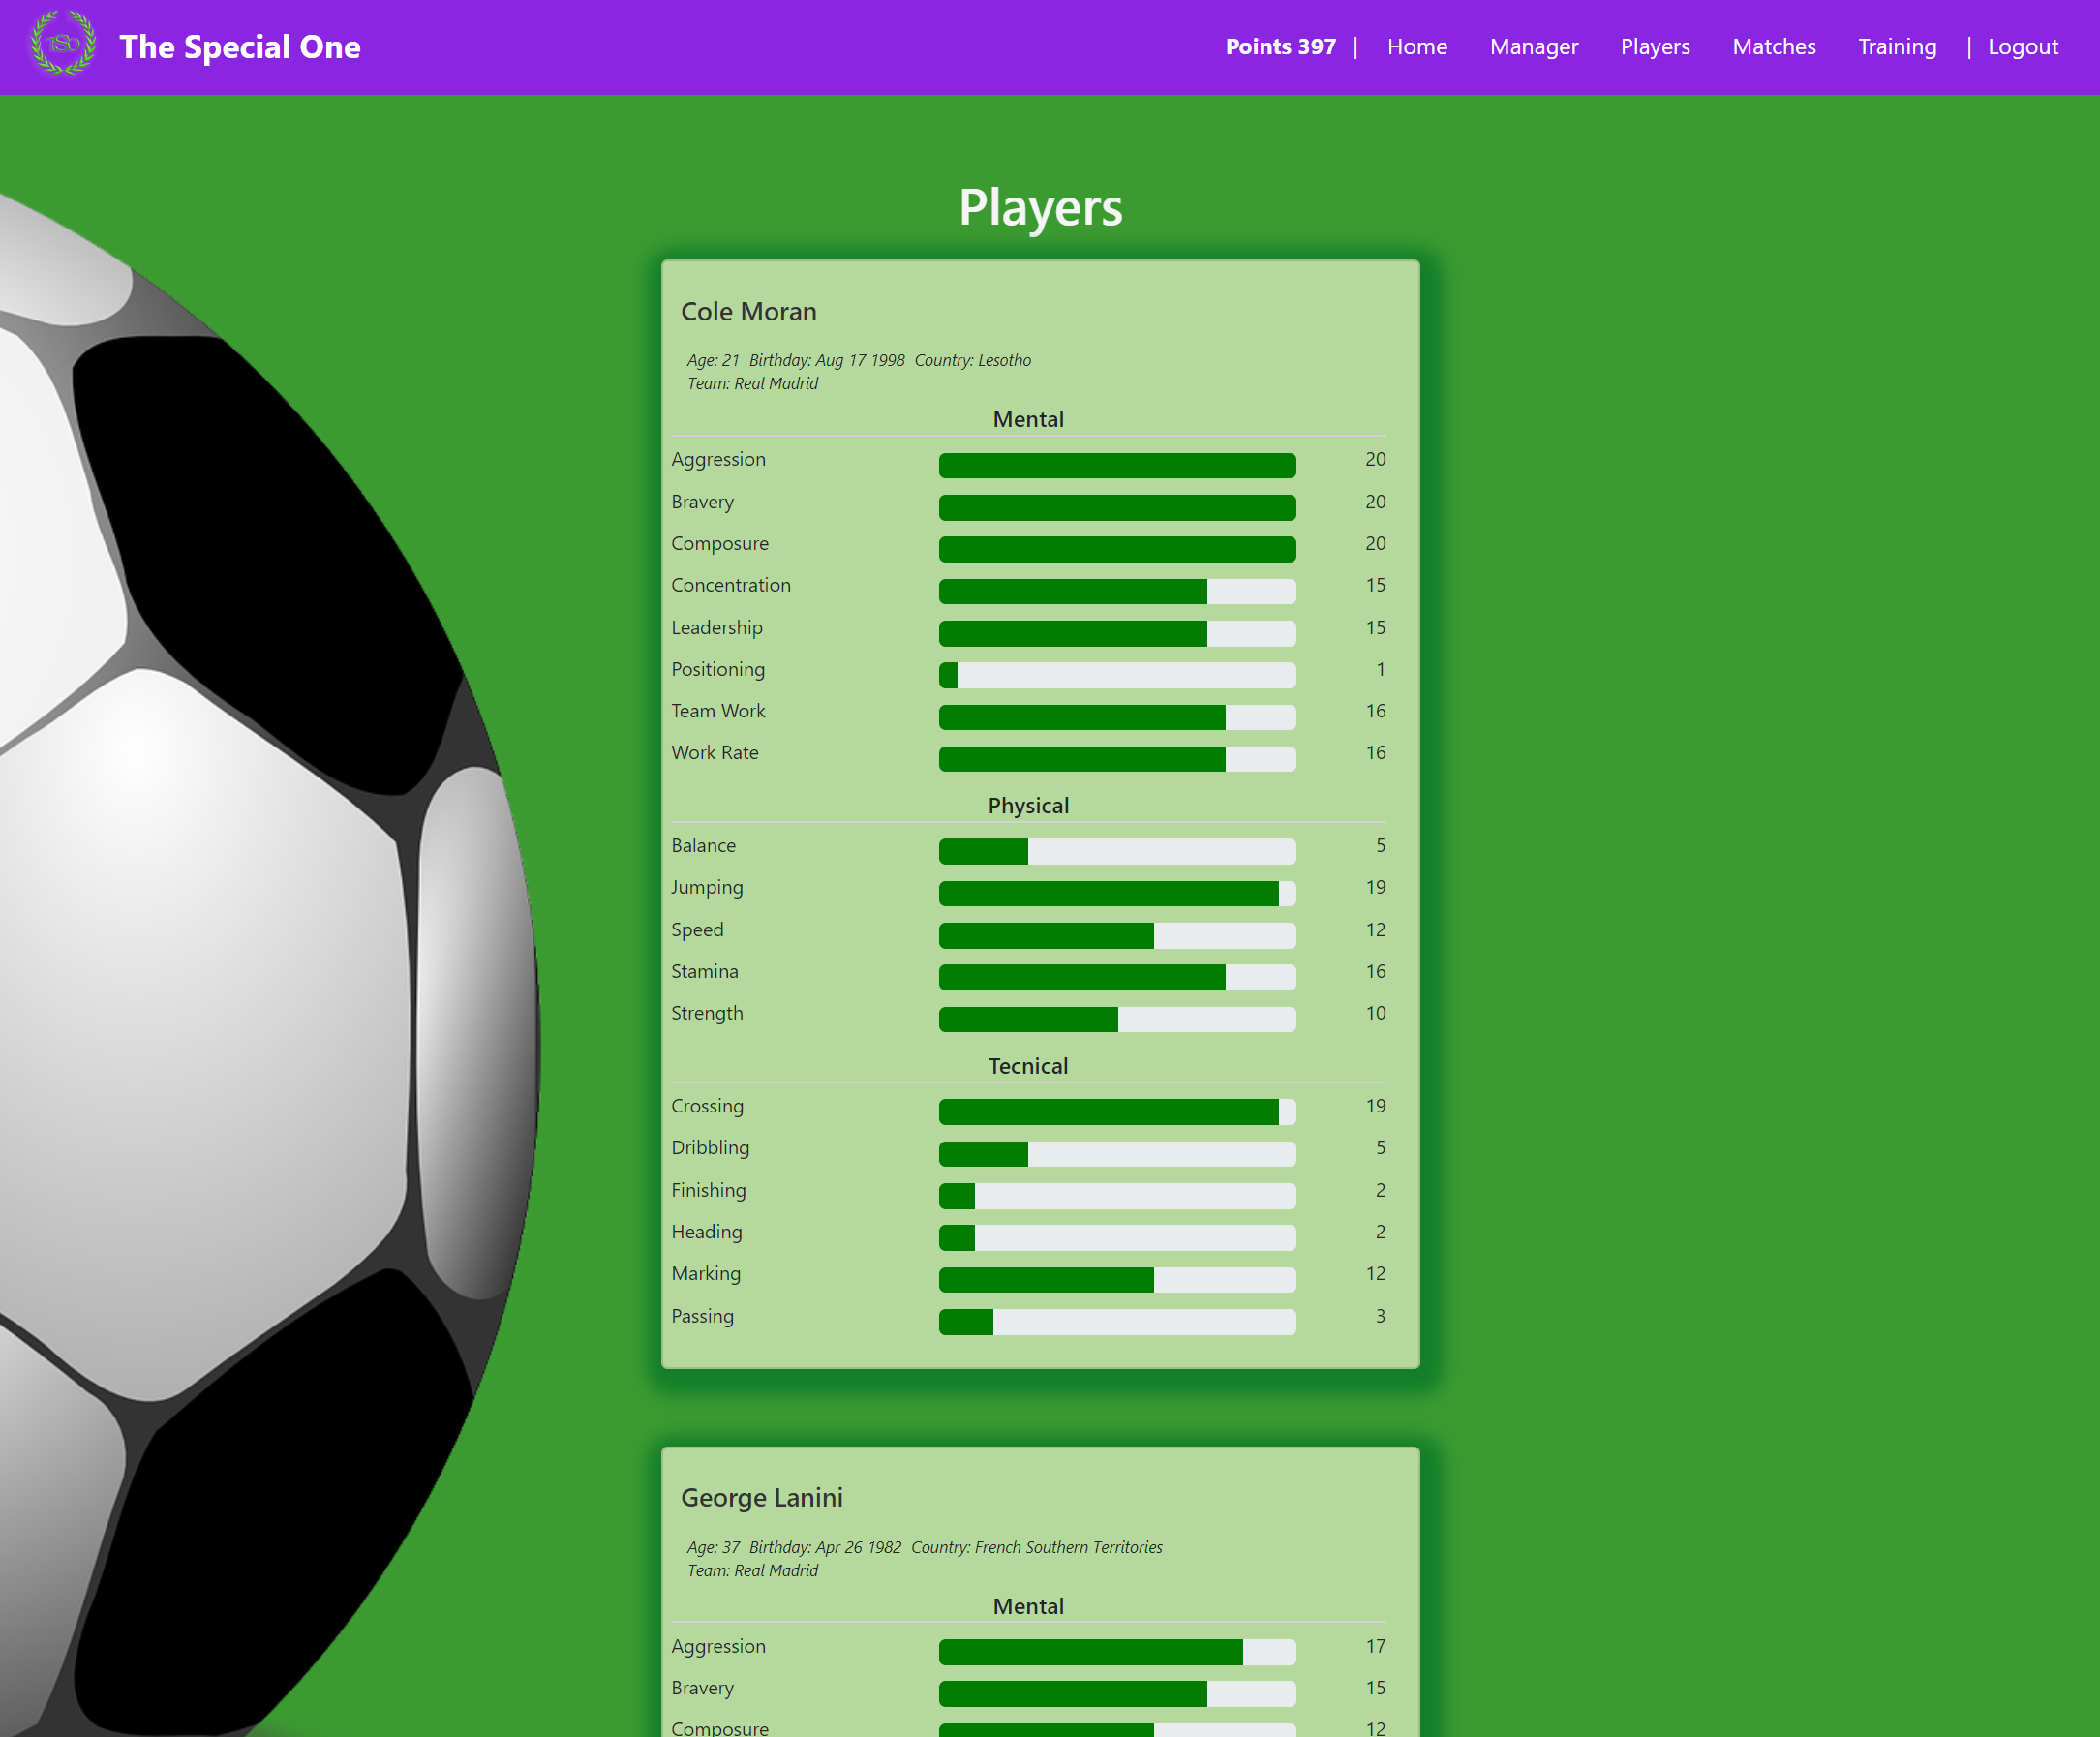 TSO
The Special One
Points 397 | Home Manager Players Matches Training | Logout
Players
Cole Moran
Age: 21 Birthday: Aug 17 1998 Country: Lesotho
Team: Real Madrid
Mental
Aggression 20
Bravery 20
Composure 20
Concentration 15
Leadership 15
Positioning 1
Team Work 16
Work Rate 16
Physical
Balance 5
Jumping 19
Speed 12
Stamina 16
Strength 10
Tecnical
Crossing 19
Dribbling 5
Finishing 2
Heading 2
Marking 12
Passing 3
George Lanini
Age: 37 Birthday: Apr 26 1982 Country: French Southern Territories
Team: Real Madrid
Mental
Aggression 17
Bravery 15
Composure 12